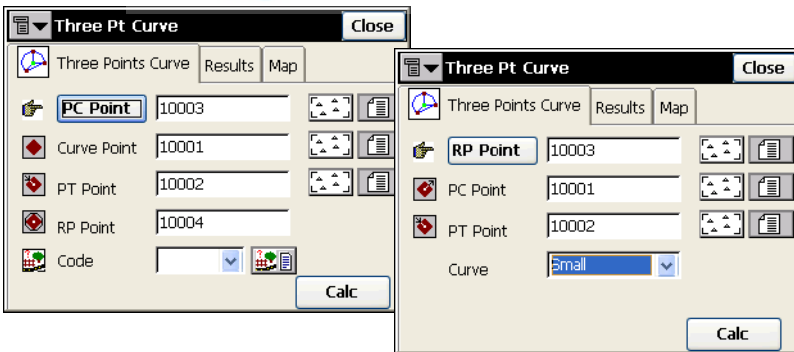 Three Pt Curve Close
Three Points Curve Results Map
PC Point 10003
Curve Point 10001
PT Point 10002
RP Point 10004
Code
Calc
Three Pt Curve Close
Three Points Curve Results Map
RP Point 10003
PC Point 10001
PT Point 10002
Curve Small
Calc